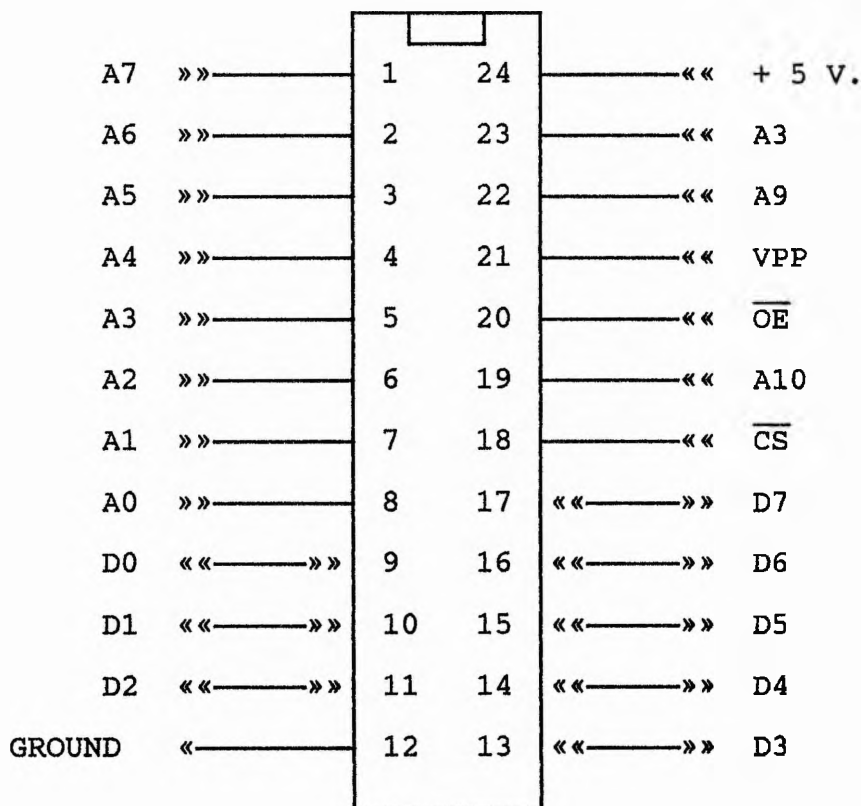 A7 »» 1 24 «« + 5 V.
A6 »» 2 23 «« A3
A5 »» 3 22 «« A9
A4 »» 4 21 «« VPP
A3 »» 5 20 «« O̅E̅
A2 »» 6 19 «« A10
A1 »» 7 18 «« C̅S̅
A0 »» 8 17 «« »» D7
D0 «« »» 9 16 «« »» D6
D1 «« »» 10 15 «« »» D5
D2 «« »» 11 14 «« »» D4
GROUND « 12 13 «« »» D3